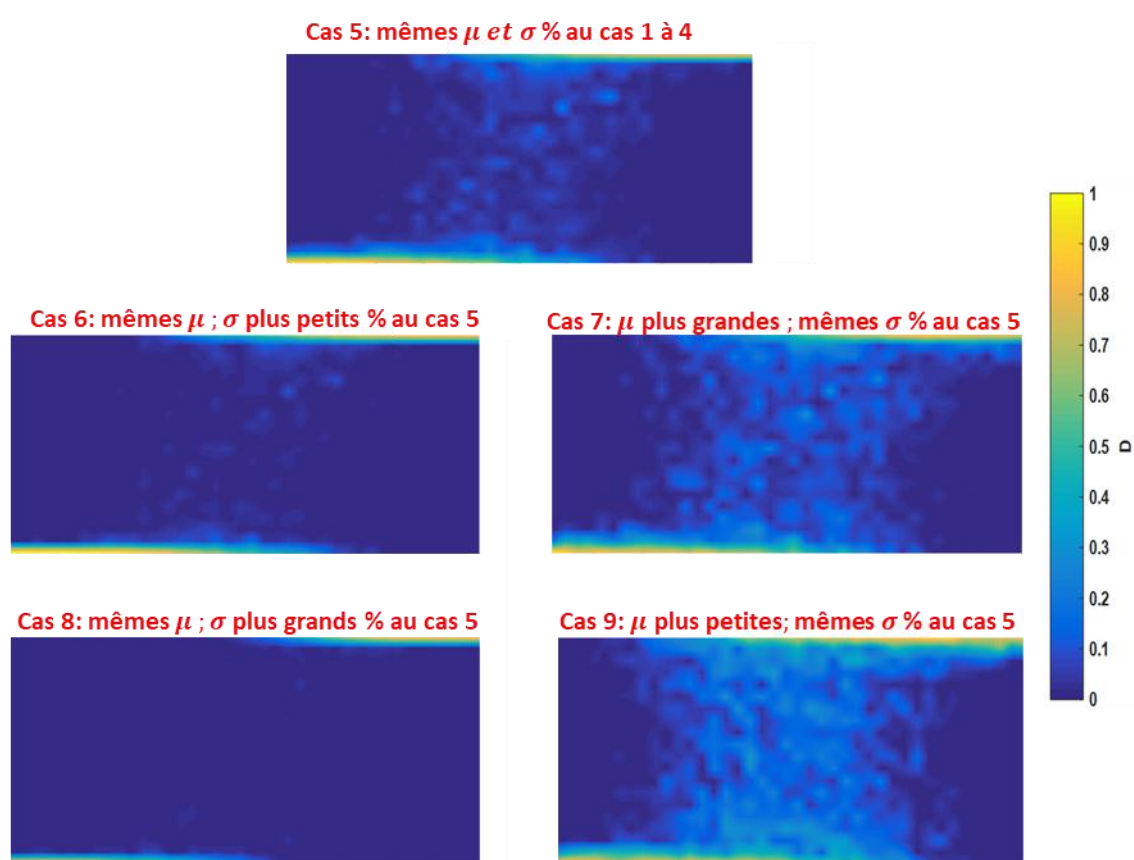 Cas 5: mêmes μ et σ % au cas 1 à 4
Cas 6: mêmes μ ; σ plus petits % au cas 5
Cas 7: μ plus grandes ; mêmes σ % au cas 5
Cas 8: mêmes μ ; σ plus grands % au cas 5
Cas 9: μ plus petites; mêmes σ % au cas 5
1
0.9
0.8
0.7
0.6
0.5
0.4
0.3
0.2
0.1
0
D